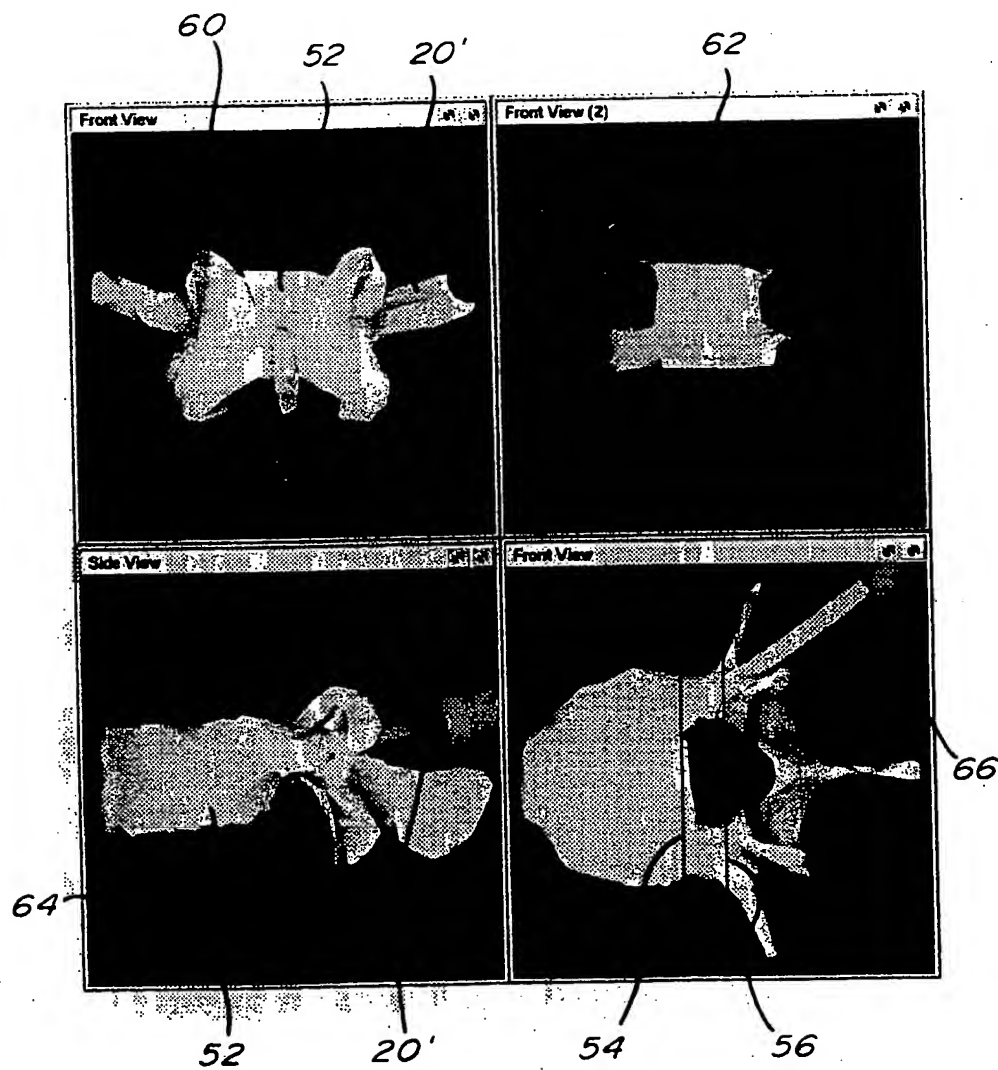 60 52 20' 62
Front View
Front View (2)
Side View
Front View
64
66
52 20' 54 56